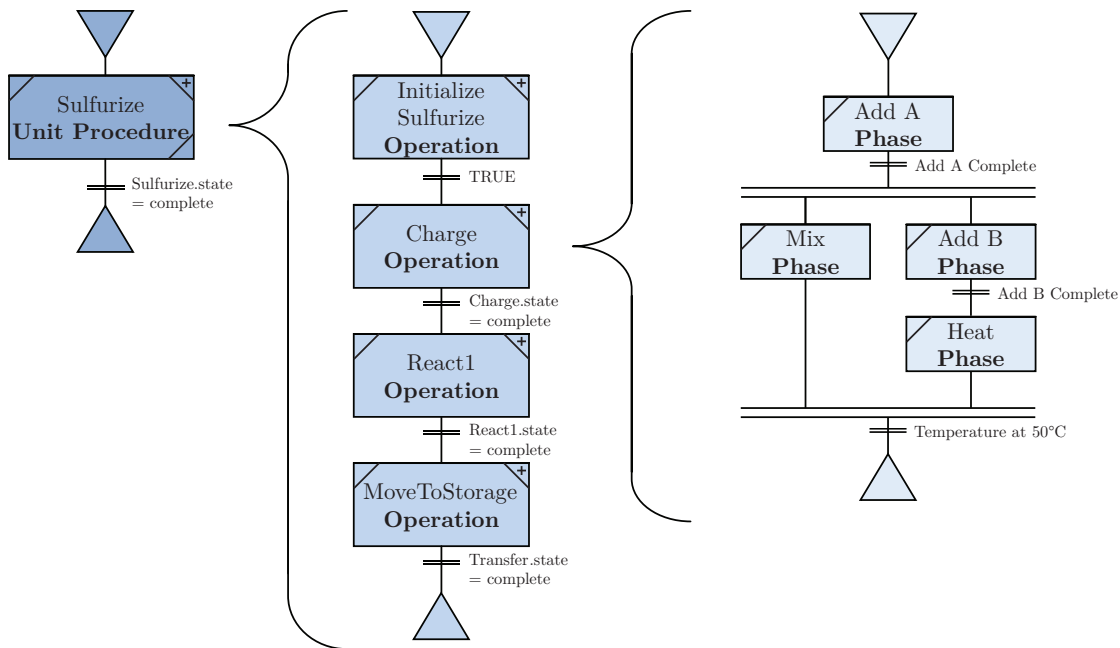 Sulfurize
Unit Procedure
+
Sulfurize.state
= complete
Initialize
Sulfurize
Operation
+
TRUE
Charge
Operation
+
Charge.state
= complete
React1
Operation
+
React1.state
= complete
MoveToStorage
Operation
+
Transfer.state
= complete
Add A
Phase
Add A Complete
Mix
Phase
Add B
Phase
Add B Complete
Heat
Phase
Temperature at 50°C